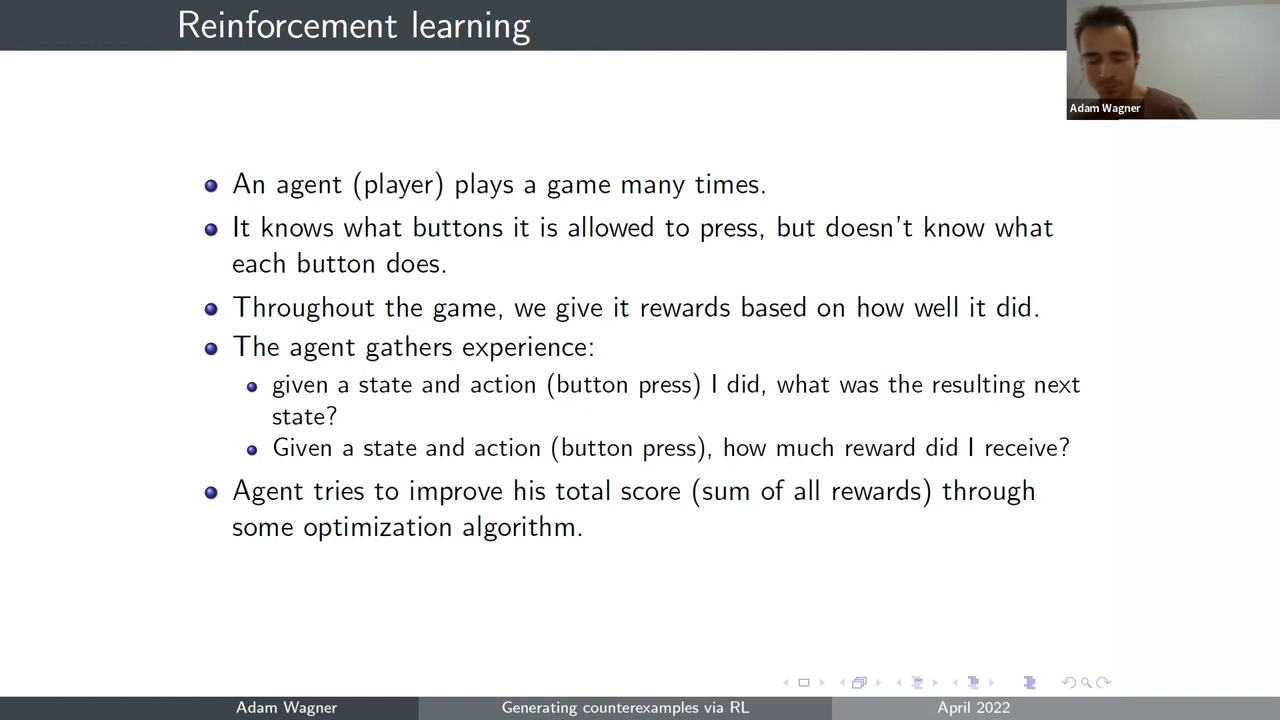 Reinforcement learning
Adam Wagner
An agent (player) plays a game many times.
It knows what buttons it is allowed to press, but doesn't know what
each button does.
Throughout the game, we give it rewards based on how well it did.
The agent gathers experience:
given a state and action (button press) I did, what was the resulting next
state?
Given a state and action (button press), how much reward did I receive?
Agent tries to improve his total score (sum of all rewards) through
some optimization algorithm.
Adam Wagner
Generating counterexamples via RL
April 2022